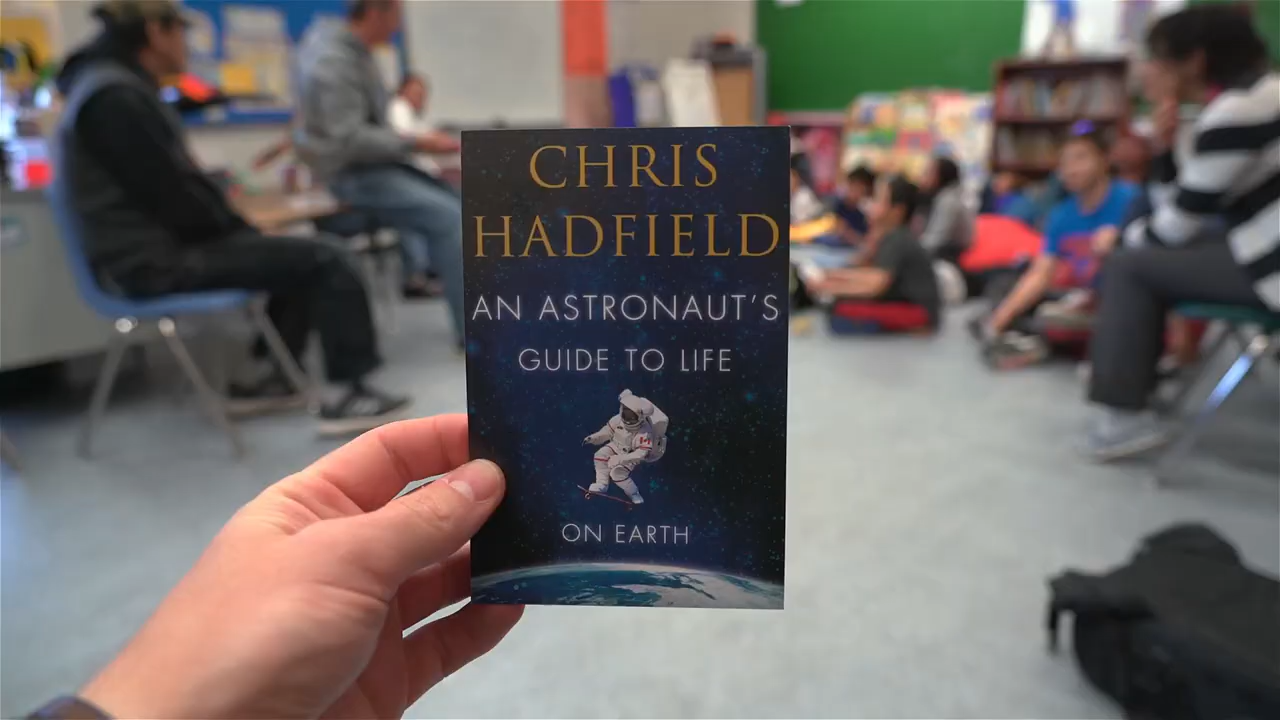 CHRIS
HADFIELD
AN ASTRONAUT'S
GUIDE TO LIFE
ON EARTH